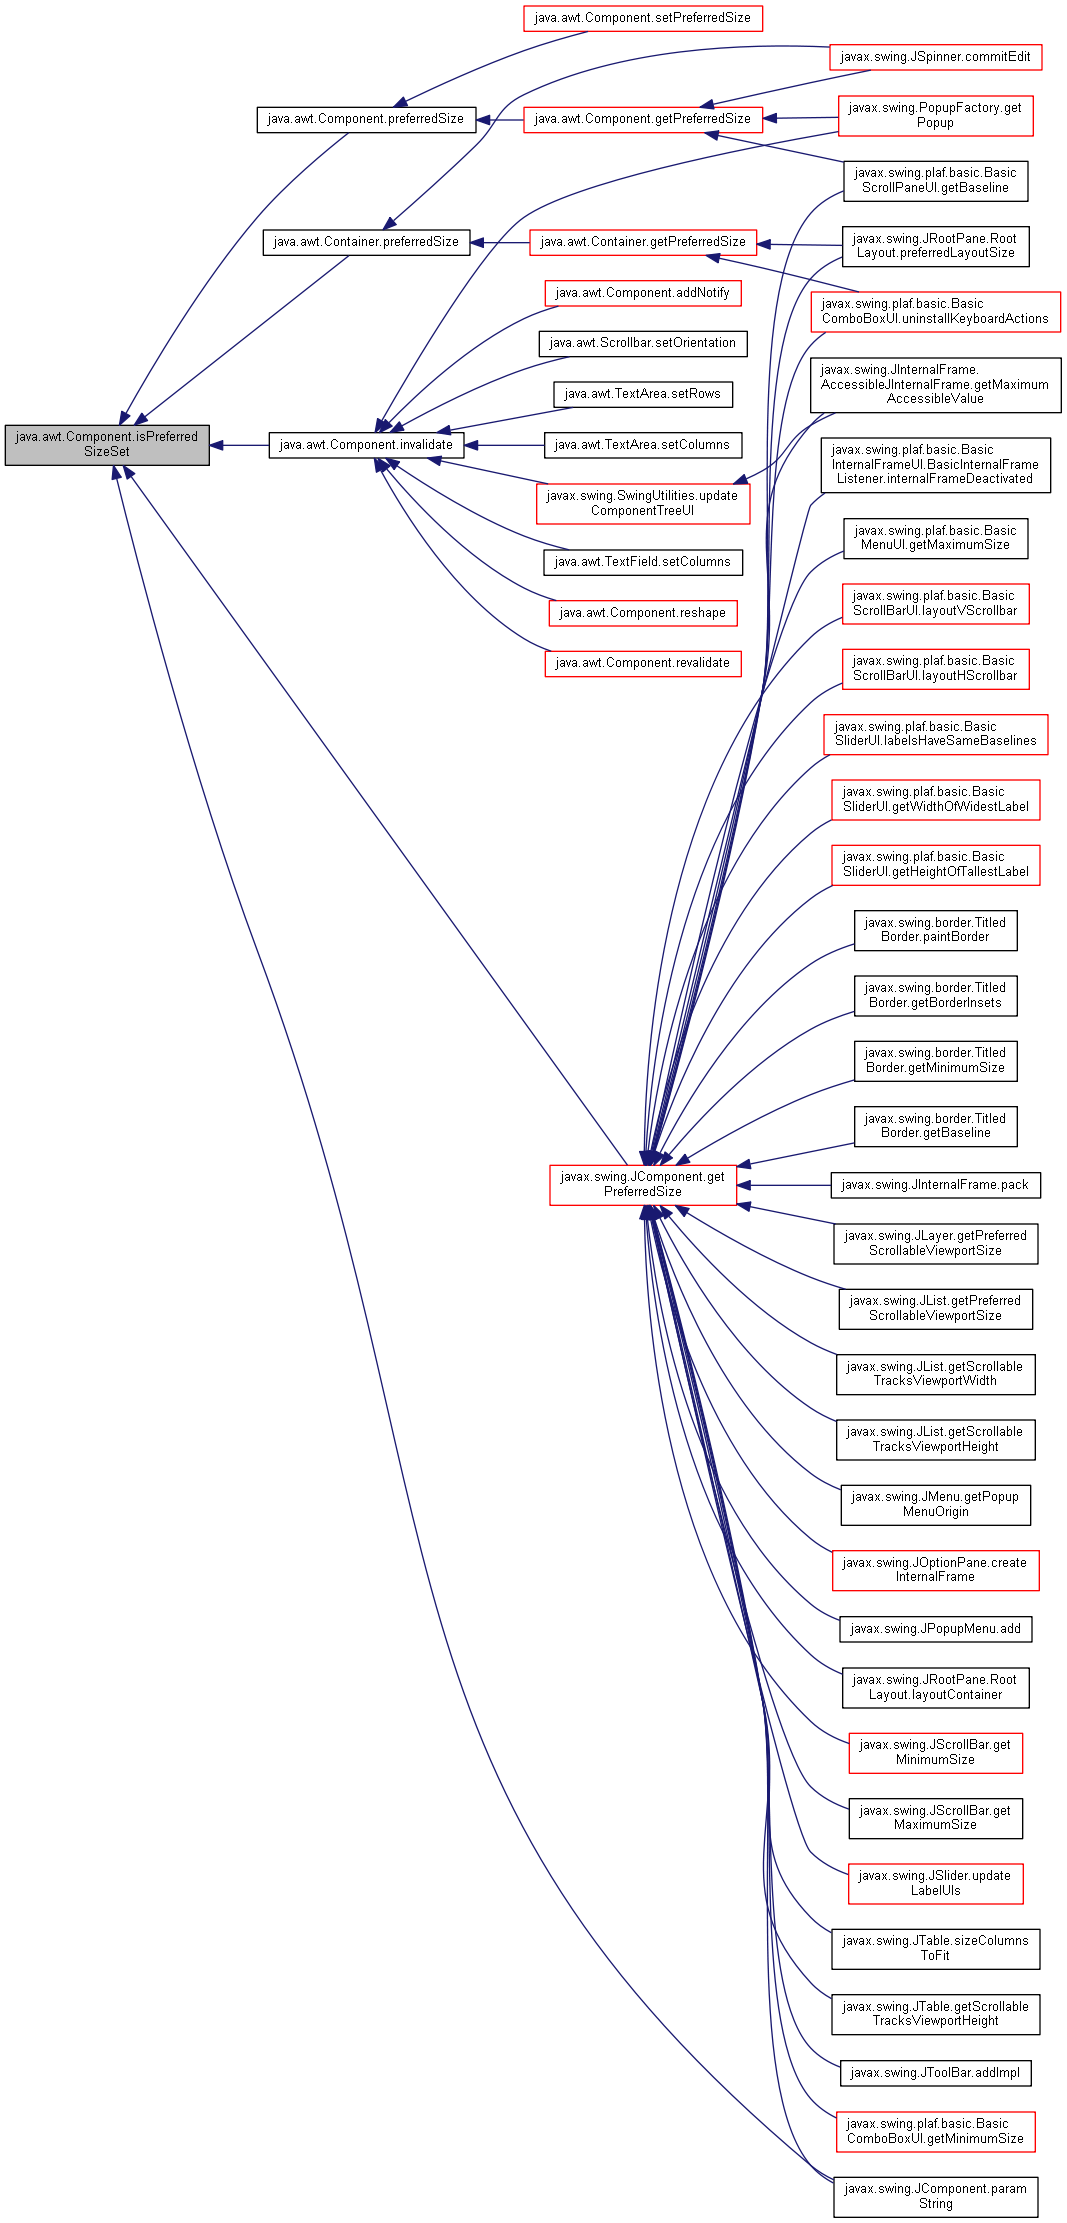 java.awt.Component.isPreferred
SizeSet
java.awt.Component.preferredSize
java.awt.Container.preferredSize
java.awt.Component.invalidate
java.awt.Component.setPreferredSize
java.awt.Component.getPreferredSize
java.awt.Container.getPreferredSize
java.awt.Component.addNotify
java.awt.Scrollbar.setOrientation
java.awt.TextArea.setRows
java.awt.TextArea.setColumns
javax.swing.SwingUtilities.update
ComponentTreeUI
java.awt.TextField.setColumns
java.awt.Component.reshape
java.awt.Component.revalidate
javax.swing.JComponent.get
PreferredSize
javax.swing.JSpinner.commitEdit
javax.swing.PopupFactory.get
Popup
javax.swing.plaf.basic.Basic
ScrollPaneUI.getBaseline
javax.swing.JRootPane.Root
Layout.preferredLayoutSize
javax.swing.plaf.basic.Basic
ComboBoxUI.uninstallKeyboardActions
javax.swing.JInternalFrame.
AccessibleJInternalFrame.getMaximum
AccessibleValue
javax.swing.plaf.basic.Basic
InternalFrameUI.BasicInternalFrame
Listener.internalFrameDeactivated
javax.swing.plaf.basic.Basic
MenuUI.getMaximumSize
javax.swing.plaf.basic.Basic
ScrollBarUI.layoutVScrollbar
javax.swing.plaf.basic.Basic
ScrollBarUI.layoutHScrollbar
javax.swing.plaf.basic.Basic
SliderUI.labelsHaveSameBaselines
javax.swing.plaf.basic.Basic
SliderUI.getWidthOfWidestLabel
javax.swing.plaf.basic.Basic
SliderUI.getHeightOfTallestLabel
javax.swing.border.Titled
Border.paintBorder
javax.swing.border.Titled
Border.getBorderInsets
javax.swing.border.Titled
Border.getMinimumSize
javax.swing.border.Titled
Border.getBaseline
javax.swing.JInternalFrame.pack
javax.swing.JLayer.getPreferred
ScrollableViewportSize
javax.swing.JList.getPreferred
ScrollableViewportSize
javax.swing.JList.getScrollable
TracksViewportWidth
javax.swing.JList.getScrollable
TracksViewportHeight
javax.swing.JMenu.getPopup
MenuOrigin
javax.swing.JOptionPane.create
InternalFrame
javax.swing.JPopupMenu.add
javax.swing.JRootPane.Root
Layout.layoutContainer
javax.swing.JScrollBar.get
MinimumSize
javax.swing.JScrollBar.get
MaximumSize
javax.swing.JSlider.update
LabelUIs
javax.swing.JTable.sizeColumns
ToFit
javax.swing.JTable.getScrollable
TracksViewportHeight
javax.swing.JToolBar.addImpl
javax.swing.plaf.basic.Basic
ComboBoxUI.getMinimumSize
javax.swing.JComponent.param
String